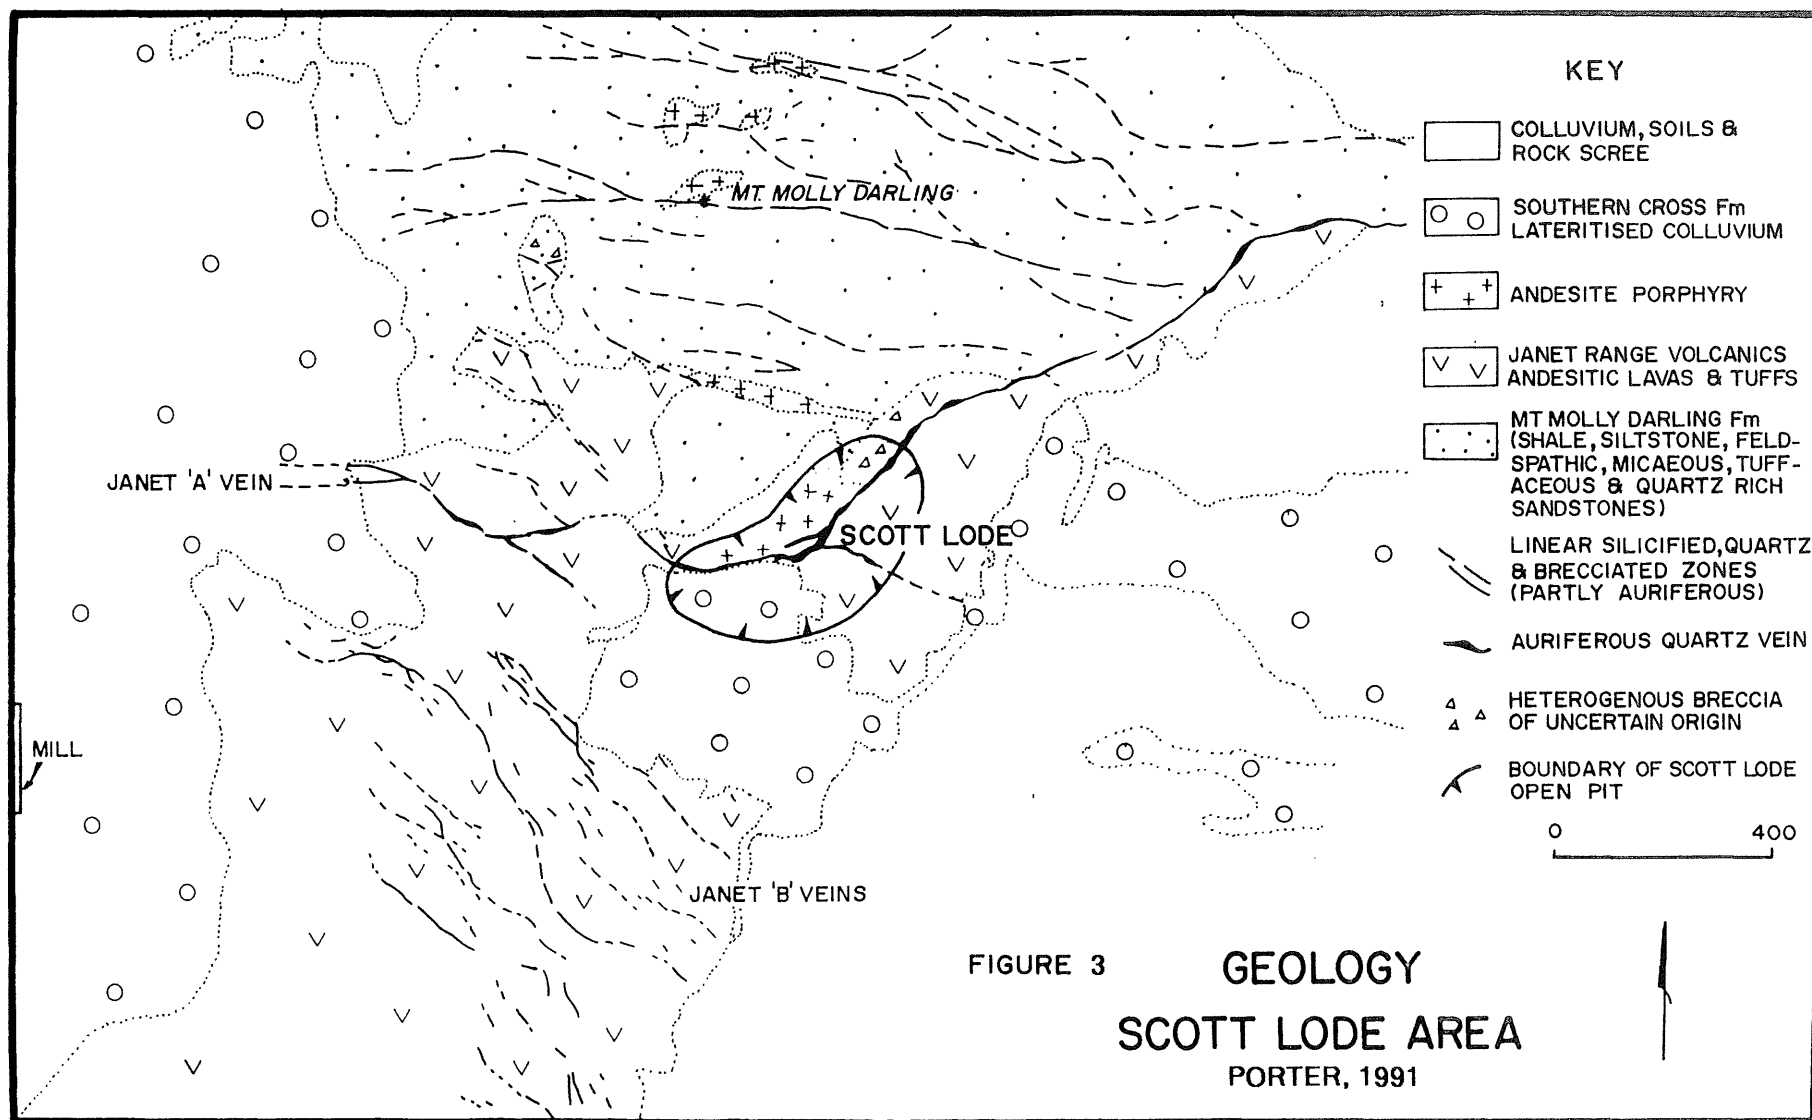 KEY
COLLUVIUM, SOILS &
ROCK SCREE
SOUTHERN CROSS Fm
LATERITISED COLLUVIUM
ANDESITE PORPHYRY
JANET RANGE VOLCANICS
ANDESITIC LAVAS & TUFFS
MT MOLLY DARLING Fm
(SHALE, SILTSTONE, FELD-
SPATHIC, MICAEOUS, TUFF-
ACEOUS & QUARTZ RICH
SANDSTONES)
LINEAR SILICIFIED, QUARTZ
& BRECCIATED ZONES
(PARTLY AURIFEROUS)
AURIFEROUS QUARTZ VEIN
HETEROGENOUS BRECCIA
OF UNCERTAIN ORIGIN
BOUNDARY OF SCOTT LODE
OPEN PIT
0 400
MT. MOLLY DARLING
JANET 'A' VEIN
SCOTT LODE
MILL
JANET 'B' VEINS
FIGURE 3
GEOLOGY
SCOTT LODE AREA
PORTER, 1991